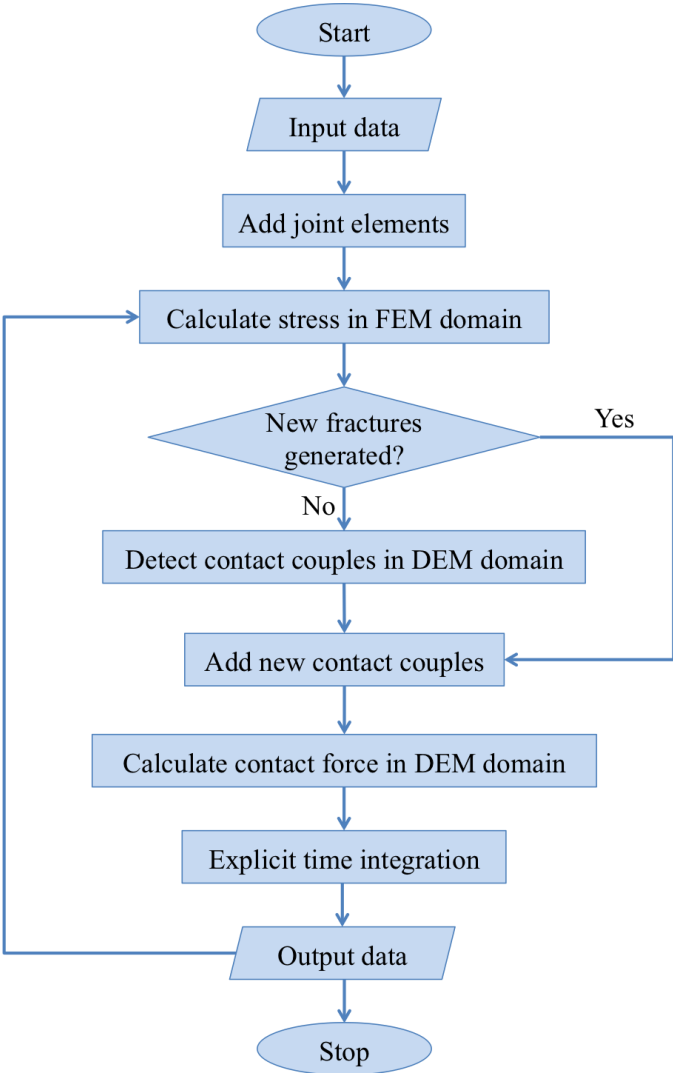 Start
Input data
Add joint elements
Calculate stress in FEM domain
New fractures
generated?
Yes
No
Detect contact couples in DEM domain
Add new contact couples
Calculate contact force in DEM domain
Explicit time integration
Output data
Stop